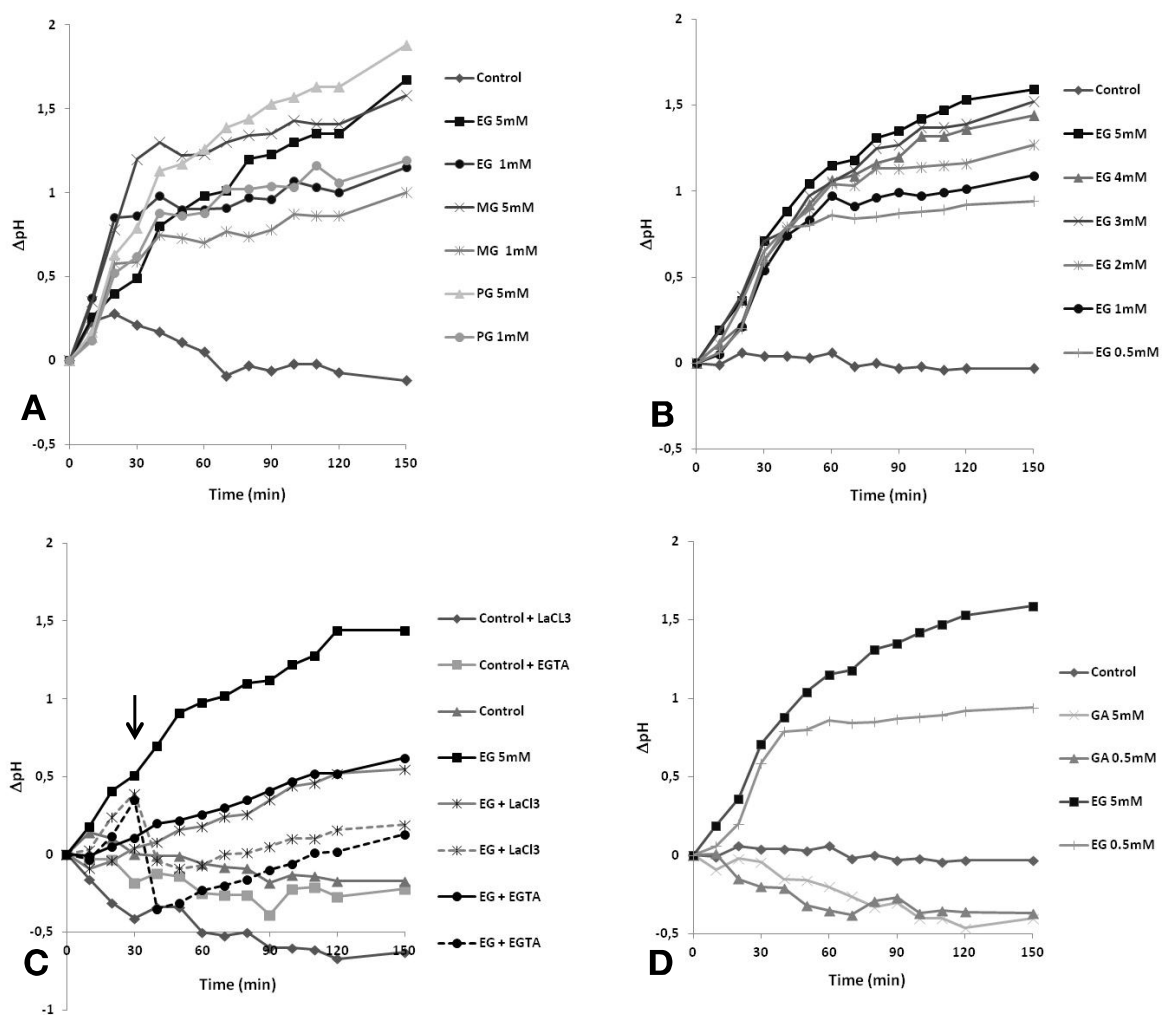 2
1,5
1
0,5
0
-0,5
ΔpH
0 30 60 90 120 150
Time (min)
A
Control
EG 5mM
EG 1mM
MG 5mM
MG 1mM
PG 5mM
PG 1mM
2
1,5
1
0,5
0
-0,5
ΔpH
0 30 60 90 120 150
Time (min)
B
Control
EG 5mM
EG 4mM
EG 3mM
EG 2mM
EG 1mM
EG 0.5mM
2
1,5
1
0,5
0
-0,5
-1
ΔpH
0 30 60 90 120 150
Time (min)
C
Control + LaCL3
Control + EGTA
Control
EG 5mM
EG + LaCl3
EG + LaCl3
EG + EGTA
EG + EGTA
2
1,5
1
0,5
0
-0,5
ΔpH
0 30 60 90 120 150
Time (min)
D
Control
GA 5mM
GA 0.5mM
EG 5mM
EG 0.5mM